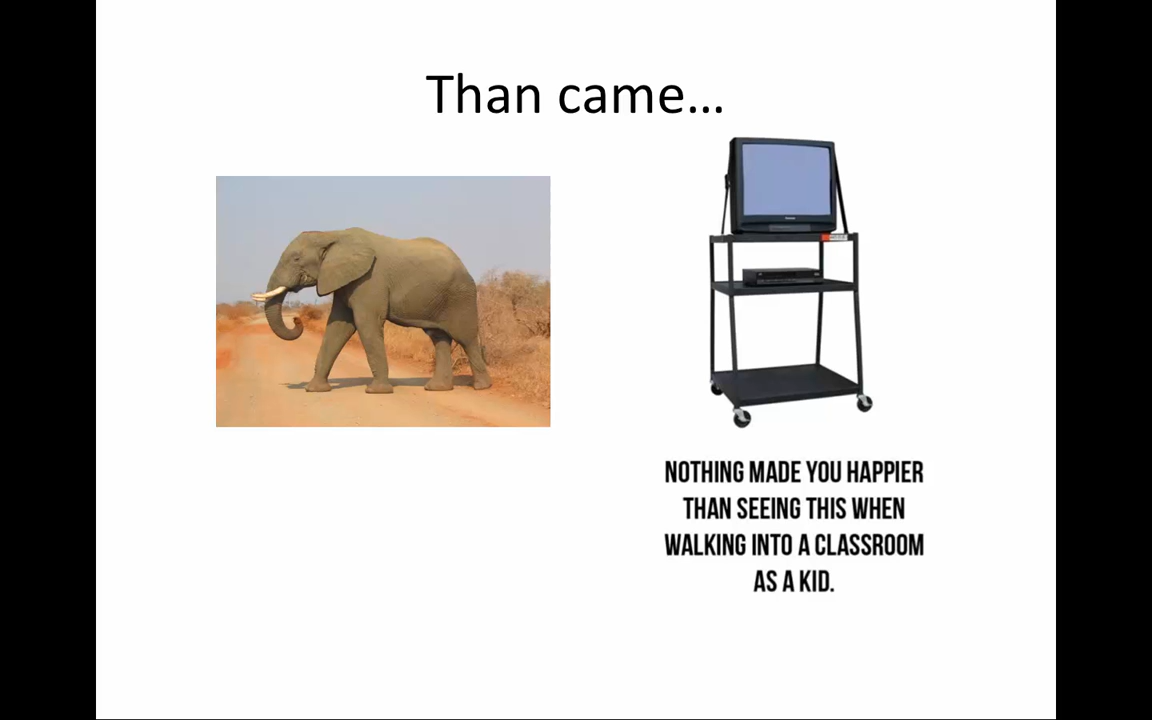 Than came...
NOTHING MADE YOU HAPPIER
THAN SEEING THIS WHEN
WALKING INTO A CLASSROOM
AS A KID.